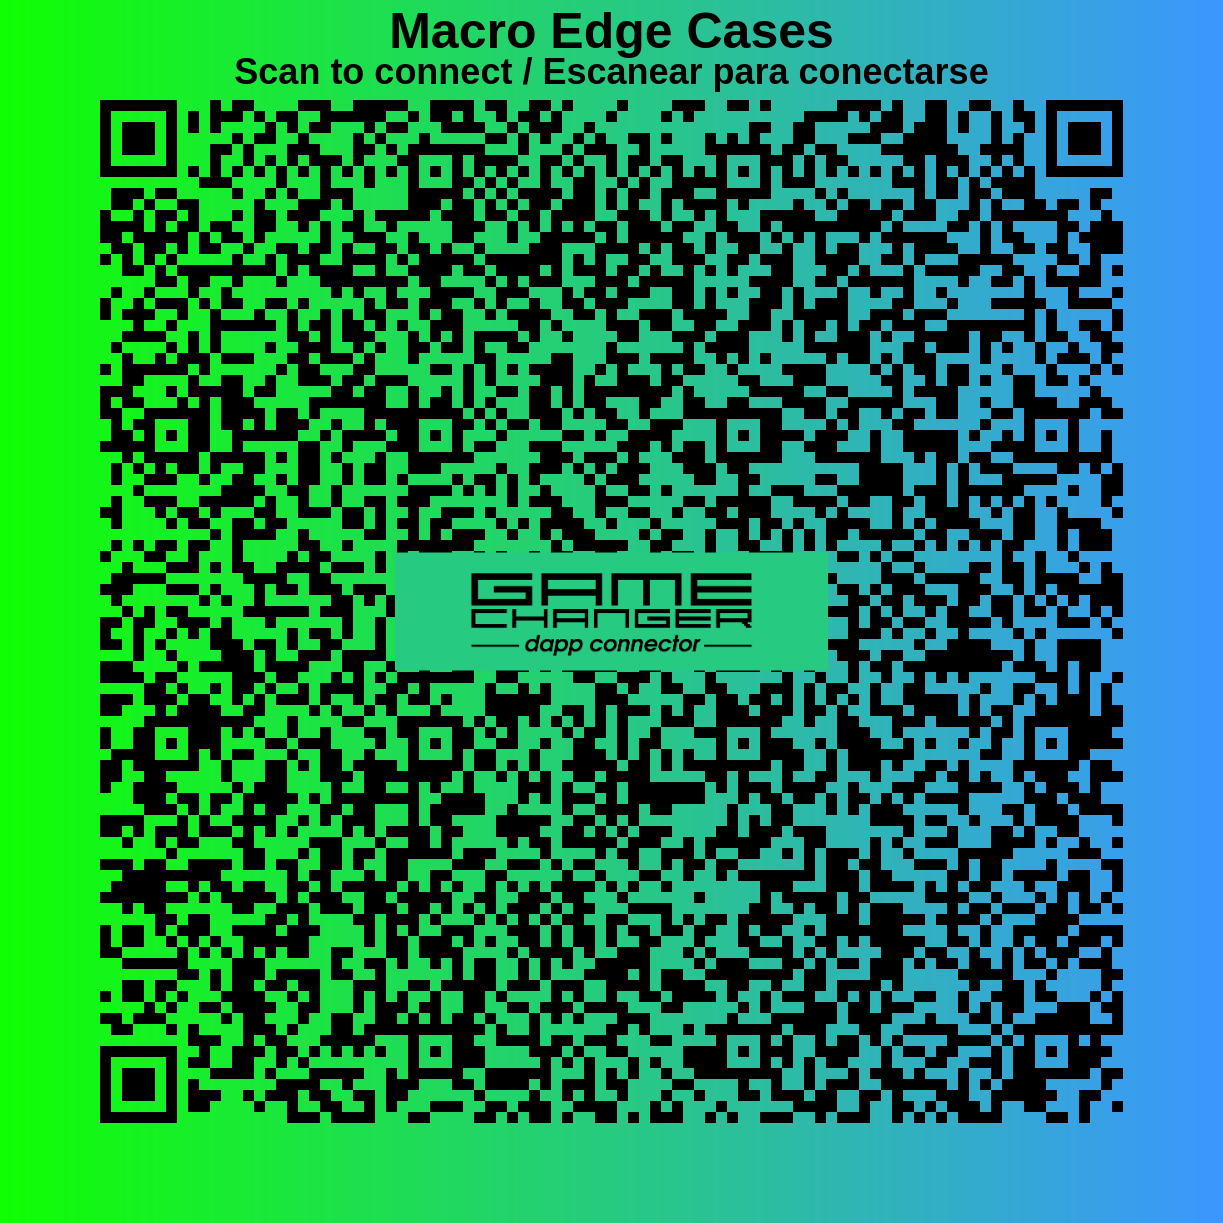 Macro Edge Cases
Scan to connect / Escanear para conectarse
GAME
CHANGER
dapp connector